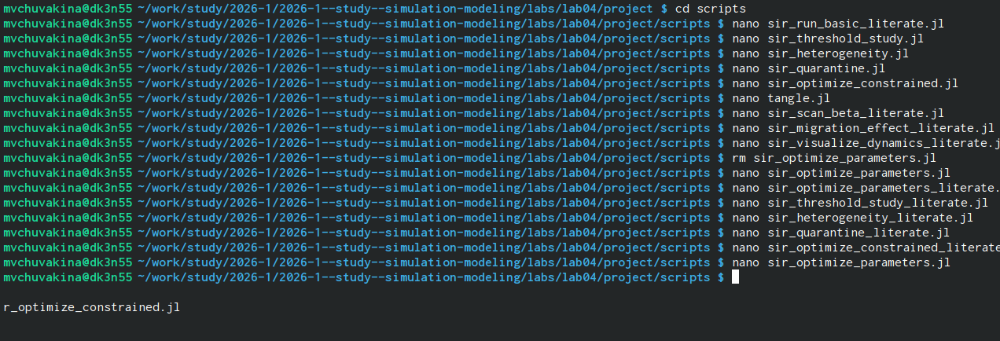 mvchuvakina@dk3n55 ~/work/study/2026-1/2026-1--study--simulation-modeling/labs/lab04/project $ cd scripts
mvchuvakina@dk3n55 ~/work/study/2026-1/2026-1--study--simulation-modeling/labs/lab04/project/scripts $ nano sir_run_basic_literate.jl
mvchuvakina@dk3n55 ~/work/study/2026-1/2026-1--study--simulation-modeling/labs/lab04/project/scripts $ nano sir_threshold_study.jl
mvchuvakina@dk3n55 ~/work/study/2026-1/2026-1--study--simulation-modeling/labs/lab04/project/scripts $ nano sir_heterogeneity.jl
mvchuvakina@dk3n55 ~/work/study/2026-1/2026-1--study--simulation-modeling/labs/lab04/project/scripts $ nano sir_quarantine.jl
mvchuvakina@dk3n55 ~/work/study/2026-1/2026-1--study--simulation-modeling/labs/lab04/project/scripts $ nano sir_optimize_constrained.jl
mvchuvakina@dk3n55 ~/work/study/2026-1/2026-1--study--simulation-modeling/labs/lab04/project/scripts $ nano tangle.jl
mvchuvakina@dk3n55 ~/work/study/2026-1/2026-1--study--simulation-modeling/labs/lab04/project/scripts $ nano sir_scan_beta_literate.jl
mvchuvakina@dk3n55 ~/work/study/2026-1/2026-1--study--simulation-modeling/labs/lab04/project/scripts $ nano sir_migration_effect_literate.jl
mvchuvakina@dk3n55 ~/work/study/2026-1/2026-1--study--simulation-modeling/labs/lab04/project/scripts $ nano sir_visualize_dynamics_literate.j
mvchuvakina@dk3n55 ~/work/study/2026-1/2026-1--study--simulation-modeling/labs/lab04/project/scripts $ rm sir_optimize_parameters.jl
mvchuvakina@dk3n55 ~/work/study/2026-1/2026-1--study--simulation-modeling/labs/lab04/project/scripts $ nano sir_optimize_parameters.jl
mvchuvakina@dk3n55 ~/work/study/2026-1/2026-1--study--simulation-modeling/labs/lab04/project/scripts $ nano sir_optimize_parameters_literate.
mvchuvakina@dk3n55 ~/work/study/2026-1/2026-1--study--simulation-modeling/labs/lab04/project/scripts $ nano sir_threshold_study_literate.jl
mvchuvakina@dk3n55 ~/work/study/2026-1/2026-1--study--simulation-modeling/labs/lab04/project/scripts $ nano sir_heterogeneity_literate.jl
mvchuvakina@dk3n55 ~/work/study/2026-1/2026-1--study--simulation-modeling/labs/lab04/project/scripts $ nano sir_quarantine_literate.jl
mvchuvakina@dk3n55 ~/work/study/2026-1/2026-1--study--simulation-modeling/labs/lab04/project/scripts $ nano sir_optimize_constrained_literate
mvchuvakina@dk3n55 ~/work/study/2026-1/2026-1--study--simulation-modeling/labs/lab04/project/scripts $ nano sir_optimize_parameters.jl
mvchuvakina@dk3n55 ~/work/study/2026-1/2026-1--study--simulation-modeling/labs/lab04/project/scripts $
r_optimize_constrained.jl